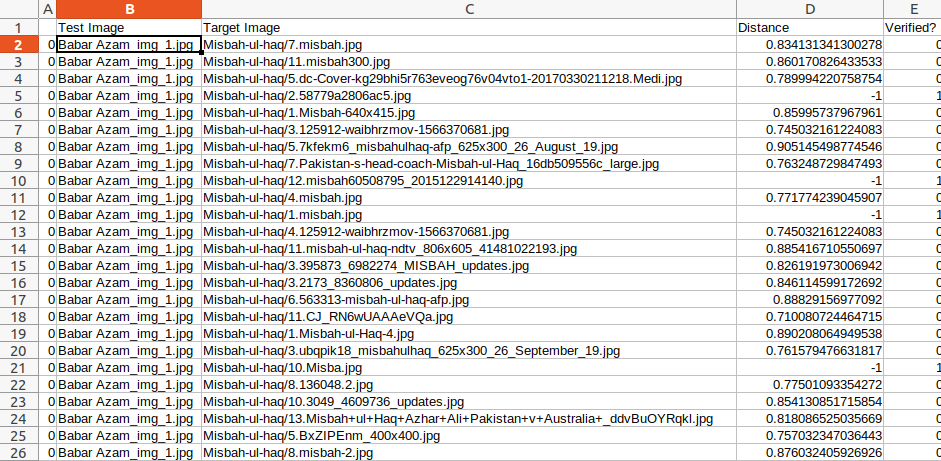 A B C D E
1 Test Image Target Image Distance Verified?
2 0 Babar Azam_img_1.jpg Misbah-ul-haq/7.misbah.jpg 0.834131341300278 0
3 0 Babar Azam_img_1.jpg Misbah-ul-haq/11.misbah300.jpg 0.860170826433533 0
4 0 Babar Azam_img_1.jpg Misbah-ul-haq/5.dc-Cover-kg29bhi5r763eveog76v04vto1-20170330211218.Medi.jpg 0.789994220758754 0
5 0 Babar Azam_img_1.jpg Misbah-ul-haq/2.58779a2806ac5.jpg -1 1
6 0 Babar Azam_img_1.jpg Misbah-ul-haq/1.Misbah-640x415.jpg 0.85995737967961 0
7 0 Babar Azam_img_1.jpg Misbah-ul-haq/3.125912-waibhrzmov-1566370681.jpg 0.745032161224083 0
8 0 Babar Azam_img_1.jpg Misbah-ul-haq/5.7kfekm6_misbahulhaq-afp_625x300_26_August_19.jpg 0.905145498774546 0
9 0 Babar Azam_img_1.jpg Misbah-ul-haq/7.Pakistan-s-head-coach-Misbah-ul-Haq_16db509556c_large.jpg 0.763248729847493 0
10 0 Babar Azam_img_1.jpg Misbah-ul-haq/12.misbah60508795_2015122914140.jpg -1 1
11 0 Babar Azam_img_1.jpg Misbah-ul-haq/4.misbah.jpg 0.771774239045907 0
12 0 Babar Azam_img_1.jpg Misbah-ul-haq/1.misbah.jpg -1 1
13 0 Babar Azam_img_1.jpg Misbah-ul-haq/4.125912-waibhrzmov-1566370681.jpg 0.745032161224083 0
14 0 Babar Azam_img_1.jpg Misbah-ul-haq/11.misbah-ul-haq-ndtv_806x605_41481022193.jpg 0.885416710550697 0
15 0 Babar Azam_img_1.jpg Misbah-ul-haq/3.395873_6982274_MISBAH_updates.jpg 0.826191973006942 0
16 0 Babar Azam_img_1.jpg Misbah-ul-haq/3.2173_8360806_updates.jpg 0.846114599172692 0
17 0 Babar Azam_img_1.jpg Misbah-ul-haq/6.563313-misbah-ul-haq-afp.jpg 0.88829156977092 0
18 0 Babar Azam_img_1.jpg Misbah-ul-haq/11.CJ_RN6wUAAAeVQa.jpg 0.710080724464715 0
19 0 Babar Azam_img_1.jpg Misbah-ul-haq/1.Misbah-ul-Haq-4.jpg 0.890208064949538 0
20 0 Babar Azam_img_1.jpg Misbah-ul-haq/3.ubqpik18_misbahulhaq_625x300_26_September_19.jpg 0.761579476631817 0
21 0 Babar Azam_img_1.jpg Misbah-ul-haq/10.Misba.jpg -1 1
22 0 Babar Azam_img_1.jpg Misbah-ul-haq/8.136048.2.jpg 0.77501093354272 0
23 0 Babar Azam_img_1.jpg Misbah-ul-haq/10.3049_4609736_updates.jpg 0.854130851715854 0
24 0 Babar Azam_img_1.jpg Misbah-ul-haq/13.Misbah+ul+Haq+Azhar+Ali+Pakistan+v+Australia+_ddvBuOYRqkl.jpg 0.818086525035669 0
25 0 Babar Azam_img_1.jpg Misbah-ul-haq/5.BxZIPEnm_400x400.jpg 0.757032347036443 0
26 0 Babar Azam_img_1.jpg Misbah-ul-haq/8.misbah-2.jpg 0.876032405926926 0